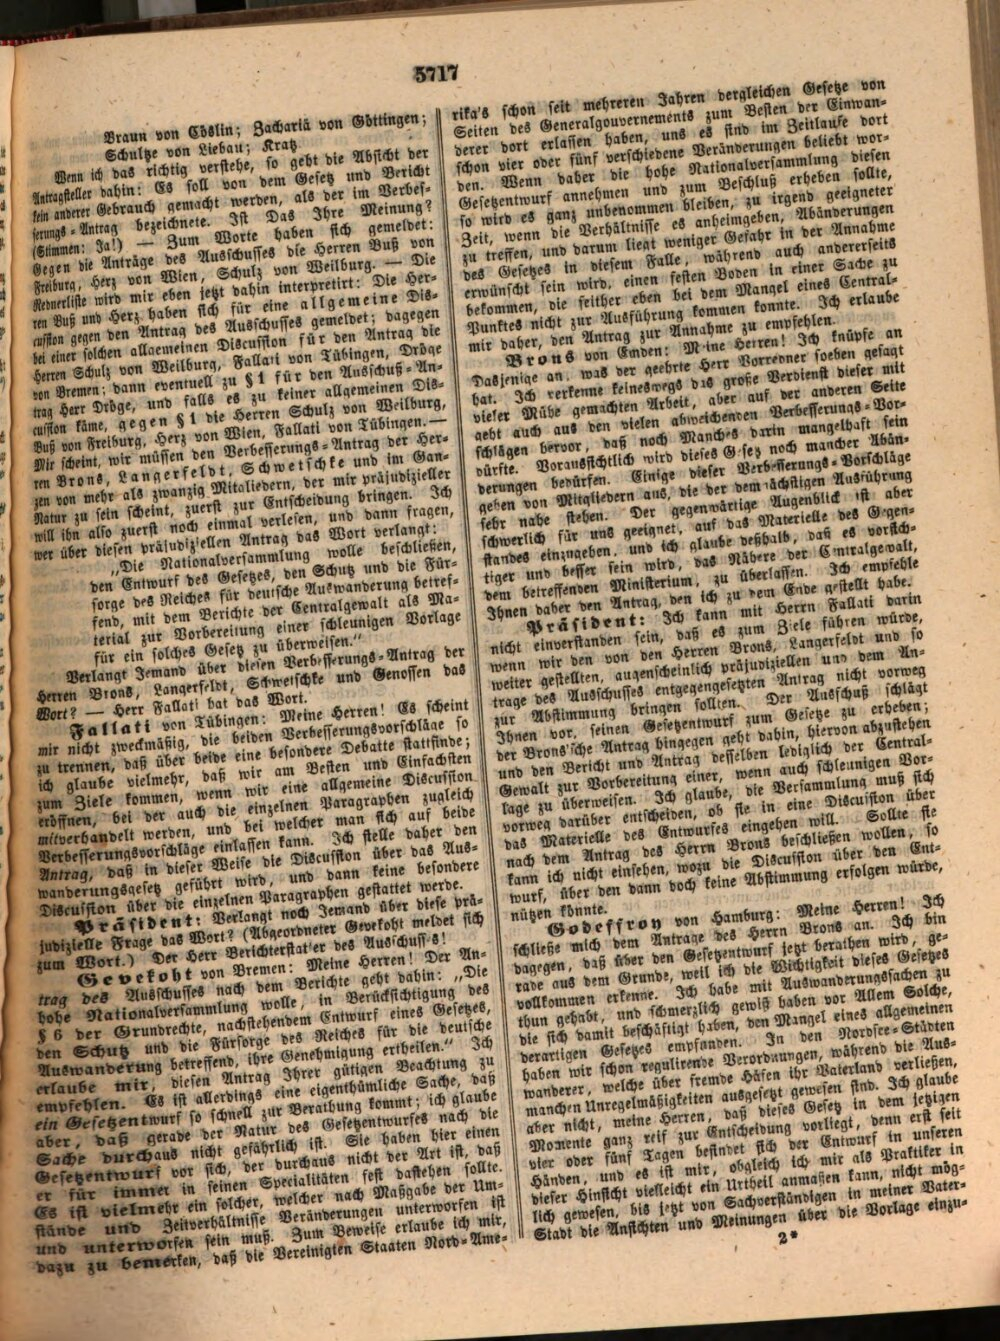 5717
Braun von Cöslin; Zachariä von Göttingen;
Schultze von Liebau; Kratz
Wenn ich das richtig verstehe, so geht die Absicht der
Antragsteller dahin: Es soll von dem Gesetz und Bericht
kein anderer Gebrauch gemacht werden, als der im Verbes-
serungs-Antrag bezeichnete. Ist Das Ihre Meinung?
(Stimmen: Ja!) — Zum Worte haben sich gemeldet:
Gegen die Anträge des Ausschusses die Herren Buß von
Freiburg, Herz von Wien, Schulz von Weilburg. — Die
Rednerliste wird mir eben jetzt dahin interpretirt: Die Her-
ren Buß und Herz haben sich für eine allgemeine Dis-
cussion gegen den Antrag des Ausschusses gemeldet; dagegen
bei einer solchen allgemeinen Discussion für den Antrag die
Herren Schulz von Weilburg, Fallati von Tübingen, Dröge
von Bremen; dann eventuell zu § 1 für den Ausschuß-An-
trag Herr Dröge, und falls es zu keiner allgemeinen Dis-
cussion käme, gegen § 1 die Herren Schulz von Weilburg,
Buß von Freiburg, Herz von Wien, Fallati von Tübingen.—
Mir scheint, wir müssen den Verbesserungs-Antrag der Her-
ren Brons, Langerfeldt, Schwetschke und im Gan-
zen von mehr als zwanzig Mitgliedern, der mir präjudizieller
Natur zu sein scheint, zuerst zur Entscheidung bringen. Ich
will ihn also zuerst noch einmal verlesen, und dann fragen,
wer über diesen präjudiziellen Antrag das Wort verlangt:
„Die Nationalversammlung wolle beschließen,
den Entwurf des Gesetzes, den Schutz und die Für-
sorge des Reiches für deutsche Auswanderung betref-
fend, mit dem Berichte der Centralgewalt als Ma-
terial zur Vorbereitung einer schleunigen Vorlage
für ein solches Gesetz zu überweisen.“
Verlangt Jemand über diesen Verbesserungs-Antrag der
Herren Brons, Langerfeldt, Schwetschke und Genossen das
Wort? — Herr Fallati hat das Wort.
Fallati von Tübingen: Meine Herren! Es scheint
mir nicht zweckmäßig, die beiden Verbesserungsvorschläge so
zu trennen, daß über beide eine besondere Debatte stattfinde;
ich glaube vielmehr, daß wir am Besten und Einfachsten
zum Ziele kommen, wenn wir eine allgemeine Discussion
eröffnen, bei der auch die einzelnen Paragraphen zugleich
mitverhandelt werden, und bei welcher man sich auf beide
Verbesserungsvorschläge einlassen kann. Ich stelle daher den
Antrag, daß in dieser Weise die Discussion über das Aus-
wanderungsgesetz geführt wird, und dann keine besondere
Discussion über die einzelnen Paragraphen gestattet werde.
Präsident: Verlangt noch Jemand über diese prä-
judizielle Frage das Wort? (Abgeordneter Gevekoht meldet sich
zum Wort.) Der Herr Berichterstatter des Ausschusses!
Gevekoht von Bremen: Meine Herren! Der An-
trag des Ausschusses nach dem Berichte geht dahin: „Die
hohe Nationalversammlung wolle, in Berücksichtigung des
§ 6 der Grundrechte, nachstehendem Entwurf eines Gesetzes,
den Schutz und die Fürsorge des Reiches für die deutsche
Auswanderung betreffend, ihre Genehmigung ertheilen.“ Ich
erlaube mir, diesen Antrag Ihrer gütigen Beachtung zu
empfehlen. Es ist allerdings eine eigenthümliche Sache, daß
ein Gesetzentwurf so schnell zur Berathung kommt; ich glaube
aber, daß gerade der Natur des Gesetzentwurfes nach die
Sache durchaus nicht gefährlich ist. Sie haben hier einen
Gesetzentwurf vor sich, der durchaus nicht der Art ist, daß
er für immer in seinen Specialitäten fest dastehen sollte.
Es ist vielmehr ein solcher, welcher nach Maßgabe der Um-
stände und Zeitverhältnisse Veränderungen unterworfen ist
und unterworfen sein muß. Zum Beweise erlaube ich mir,
dazu zu bemerken, daß die Vereinigten Staaten Nord-Ame-
rika's schon seit mehreren Jahren dergleichen Gesetze von
Seiten des Generalgouvernements zum Besten der Einwan-
derer dort erlassen haben, uns es sind im Zeitlaufe dort
schon vier oder fünf verschiedene Veränderungen beliebt wor-
den. Wenn daher die hohe Nationalversammlung diesen
Gesetzentwurf annehmen und zum Beschluß erheben sollte,
so wird es ganz unbenommen bleiben, zu irgend geeigneter
Zeit, wenn die Verhältnisse es anheimgeben, Abänderungen
zu treffen, und darum liegt weniger Gefahr in der Annahme
des Gesetzes in diesem Falle, während auch andererseits
erwünscht sein wird, einen festen Boden in einer Sache zu
bekommen, die seither eben bei dem Mangel eines Central-
Punktes nicht zur Ausführung kommen konnte. Ich erlaube
mir daher, den Antrag zur Annahme zu empfehlen.
Brons von Emden: Meine Herren! Ich knüpfe an
Dasjenige an, was der geehrte Herr Vorredner soeben gesagt
hat. Ich verkenne keineswegs das große Verdienst dieser mit
vieler Mühe gemachten Arbeit, aber auf der anderen Seite
geht auch aus den vielen abweichenden Verbesserungs-Vor-
schlägen hervor, daß noch Manches darin mangelhaft sein
dürfte. Voraussichtlich wird dieses Gesetz noch mancher Abän-
derungen bedürfen. Einige dieser Verbesserungs-Vorschläge
gehen von Mitgliedern aus, die der demnächstigen Ausführung
sehr nahe stehen. Der gegenwärtige Augenblick ist aber
schwerlich für uns geeignet, auf das Materielle des Gegen-
standes einzugehen, und ich glaube deßhalb, daß es vorsich-
tiger und besser sein wird, das Nähere der Centralgewalt,
dem betreffenden Ministerium, zu überlassen. Ich empfehle
Ihnen daher den Antrag, den ich zu dem Ende gestellt habe.
Präsident: Ich kann mit Herrn Fallati darin
nicht einverstanden sein, daß es zum Ziele führen würde,
wenn wir den von den Herren Brons, Langerfeldt und so
weiter gestellten, augenscheinlich präjudiziellen und dem An-
trage des Ausschusses entgegengesetzten Antrag nicht vorweg
zur Abstimmung bringen sollten. Der Ausschuß schlägt
Ihnen vor, seinen Gesetzentwurf zum Gesetze zu erheben;
der Brons'sche Antrag hingegen geht dahin, hiervon abzustehen
und den Bericht und Antrag desselben lediglich der Central-
Gewalt zur Vorbereitung einer, wenn auch schleunigen Vor-
lage zu überweisen. Ich glaube, die Versammlung muß sich
vorweg darüber entscheiden, ob sie in eine Discussion über
das Materielle des Entwurfes eingehen will. Sollte sie
nach dem Antrag des Herrn Brons beschließen wollen, so
kann ich nicht einsehen, wozu die Discussion über den Ent-
wurf, über den dann doch keine Abstimmung erfolgen würde,
nützen könnte.
Godeffroy von Hamburg: Meine Herren! Ich
schließe mich dem Antrage des Herrn Brons an. Ich bin
dagegen, daß über den Gesetzentwurf jetzt berathen wird, ge-
rade aus dem Grunde, weil ich die Wichtigkeit dieses Gesetzes
vollkommen erkenne. Ich habe mit Auswanderungssachen zu
thun gehabt, und schmerzlich gewiß haben vor Allem Solche,
die sich damit beschäftigt haben, den Mangel eines allgemeinen
derartigen Gesetzes empfanden. In den Nordsee-Städten
haben wir schon regulirende Verordnungen, während die Aus-
wanderer, welche über fremde Häfen ihr Vaterland verließen,
manchen Unregelmäßigkeiten ausgesetzt gewesen sind. Ich glaube
aber nicht, meine Herren, daß dieses Gesetz in dem jetzigen
Momente ganz reif zur Entscheidung vorliegt, denn erst seit
vier oder fünf Tagen befindet sich der Entwurf in unseren
Händen, und es ist mir, obgleich ich mir als Praktiker in
dieser Hinsicht vielleicht ein Urtheil anmaßen kann, nicht mög-
lich gewesen, bis jetzt von Sachverständigen in meiner Vater-
Stadt die Ansichten und Meinungen über die Vorlage einzu-
2*